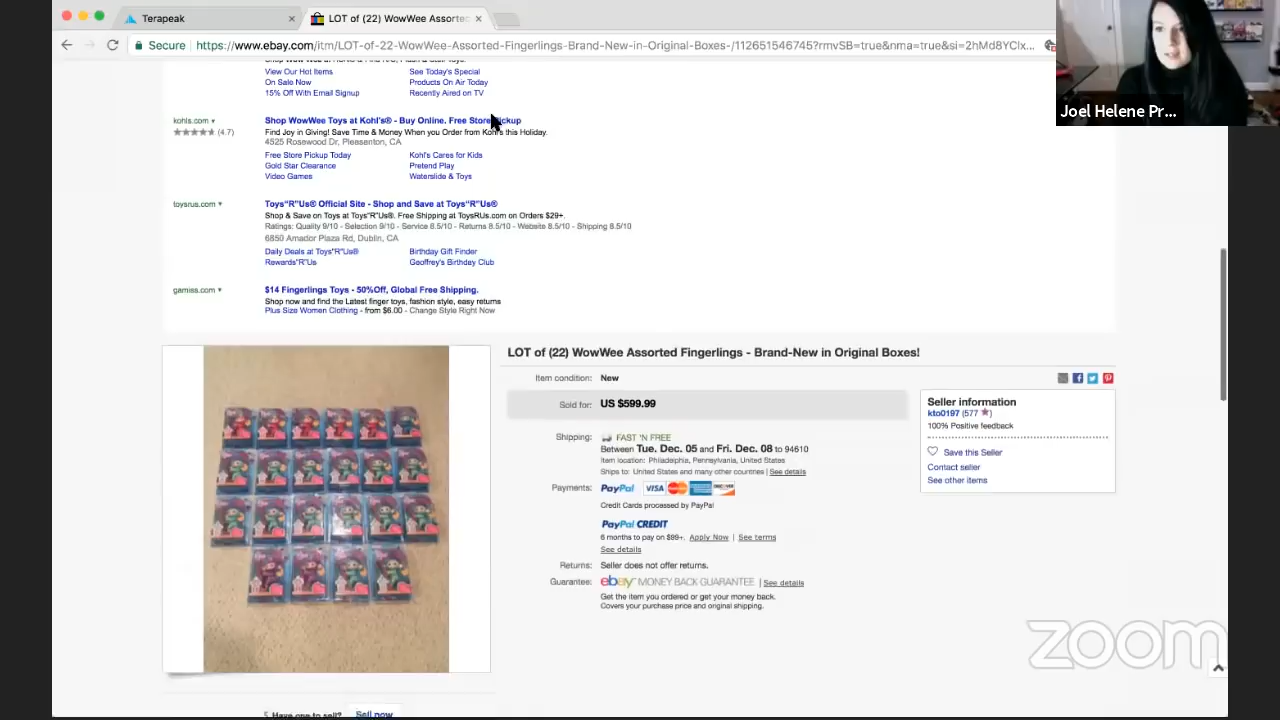 Terapeak
LOT of (22) WowWee Assorted
Secure
https://www.ebay.com/itm/LOT-of-22-WowWee-Assorted-Fingerlings-Brand-New-in-Original-Boxes-/112651546745?rmvSB=true&nma=true&si=2hMd8YClx...
Joel Helene Pr...
View Our Hot Items
See Today's Special
On Sale Now
Products On Air Today
15% Off With Email Signup
Recently Aired on TV
kohls.com
(4.7)
Shop WowWee Toys at Kohl's® - Buy Online. Free Store Pickup
Find Joy in Giving! Save Time & Money When you Order from Kohl's this Holiday.
4525 Rosewood Dr, Pleasenton, CA
Free Store Pickup Today
Kohl's Cares for Kids
Gold Star Clearance
Pretend Play
Video Games
Waterslide & Toys
toysrus.com
Toys"R"Us® Official Site - Shop and Save at Toys"R"Us®
Shop & Save on Toys at Toys"R"Us®. Free Shipping at ToysRUs.com on Orders $29+.
Ratings: Quality 9/10 - Selection 9/10 - Service 8.5/10 - Returns 8.5/10 - Website 8.5/10 - Shipping 8.5/10
6850 Amador Plaza Rd, Dublin, CA
Daily Deals at Toys"R"Us®
Birthday Gift Finder
Rewards"R"Us
Geoffrey's Birthday Club
gamiss.com
$14 Fingerlings Toys - 50%Off, Global Free Shipping.
Shop now and find the Latest finger toys, fashion style, easy returns
Plus Size Women Clothing - from $6.00 - Change Style Right Now
LOT of (22) WowWee Assorted Fingerlings - Brand-New in Original Boxes!
Item condition: New
Sold for: US $599.99
Shipping: FAST 'N FREE
Between Tue. Dec. 05 and Fri. Dec. 08 to 94610
Item location: Philadelphia, Pennsylvania, United States
Ships to: United States and many other countries | See details
Payments: PayPal VISA
Credit Cards processed by PayPal
PayPal CREDIT
6 months to pay on $99+. Apply Now | See terms
See details
Returns: Seller does not offer returns.
Guarantee: ebay MONEY BACK GUARANTEE | See details
Get the item you ordered or get your money back.
Covers your purchase price and original shipping.
Seller information
kto0197 (577)
100% Positive feedback
Save this Seller
Contact seller
See other items
zoom
Have one to sell? Sell now